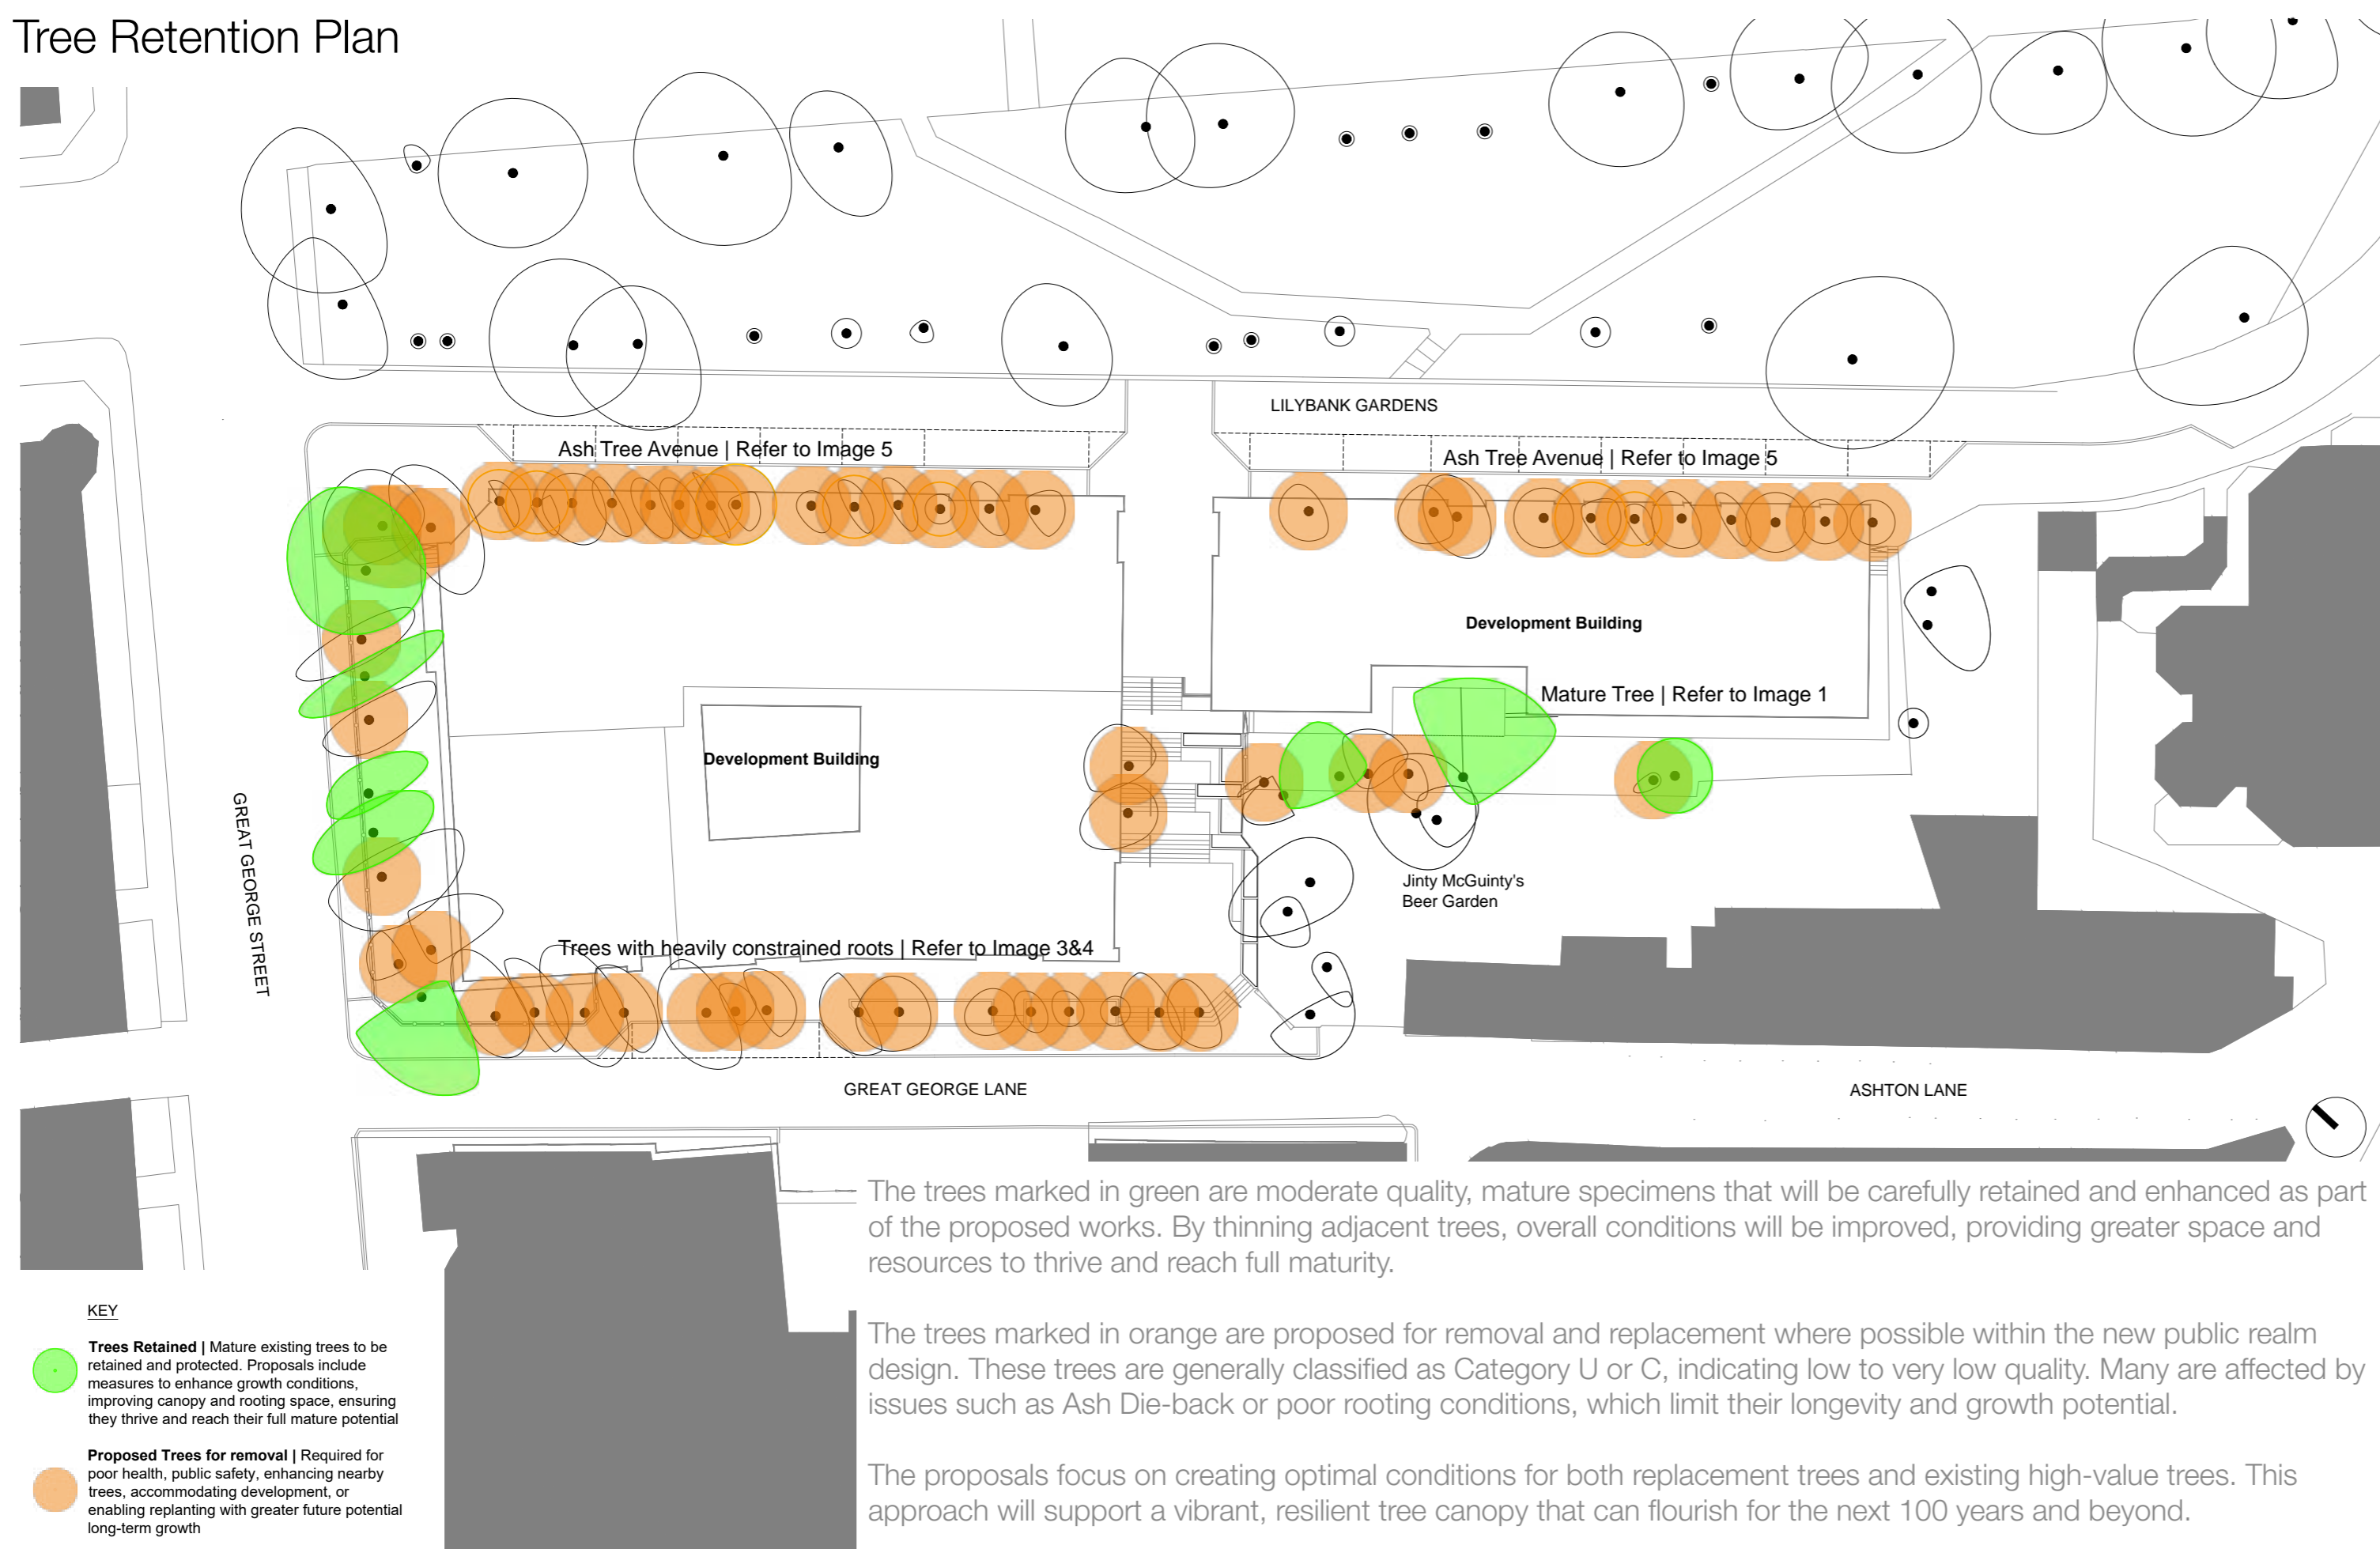 Tree Retention Plan
LILYBANK GARDENS
Ash Tree Avenue | Refer to Image 5
Ash Tree Avenue | Refer to Image 5
Development Building
Mature Tree | Refer to Image 1
Development Building
GREAT GEORGE STREET
Jinty McGuinty's
Beer Garden
Trees with heavily constrained roots | Refer to Image 3&4
GREAT GEORGE LANE
ASHTON LANE
The trees marked in green are moderate quality, mature specimens that will be carefully retained and enhanced as part
of the proposed works. By thinning adjacent trees, overall conditions will be improved, providing greater space and
resources to thrive and reach full maturity.
The trees marked in orange are proposed for removal and replacement where possible within the new public realm
design. These trees are generally classified as Category U or C, indicating low to very low quality. Many are affected by
issues such as Ash Die-back or poor rooting conditions, which limit their longevity and growth potential.
The proposals focus on creating optimal conditions for both replacement trees and existing high-value trees. This
approach will support a vibrant, resilient tree canopy that can flourish for the next 100 years and beyond.
KEY
Trees Retained | Mature existing trees to be
retained and protected. Proposals include
measures to enhance growth conditions,
improving canopy and rooting space, ensuring
they thrive and reach their full mature potential
Proposed Trees for removal | Required for
poor health, public safety, enhancing nearby
trees, accommodating development, or
enabling replanting with greater future potential
long-term growth